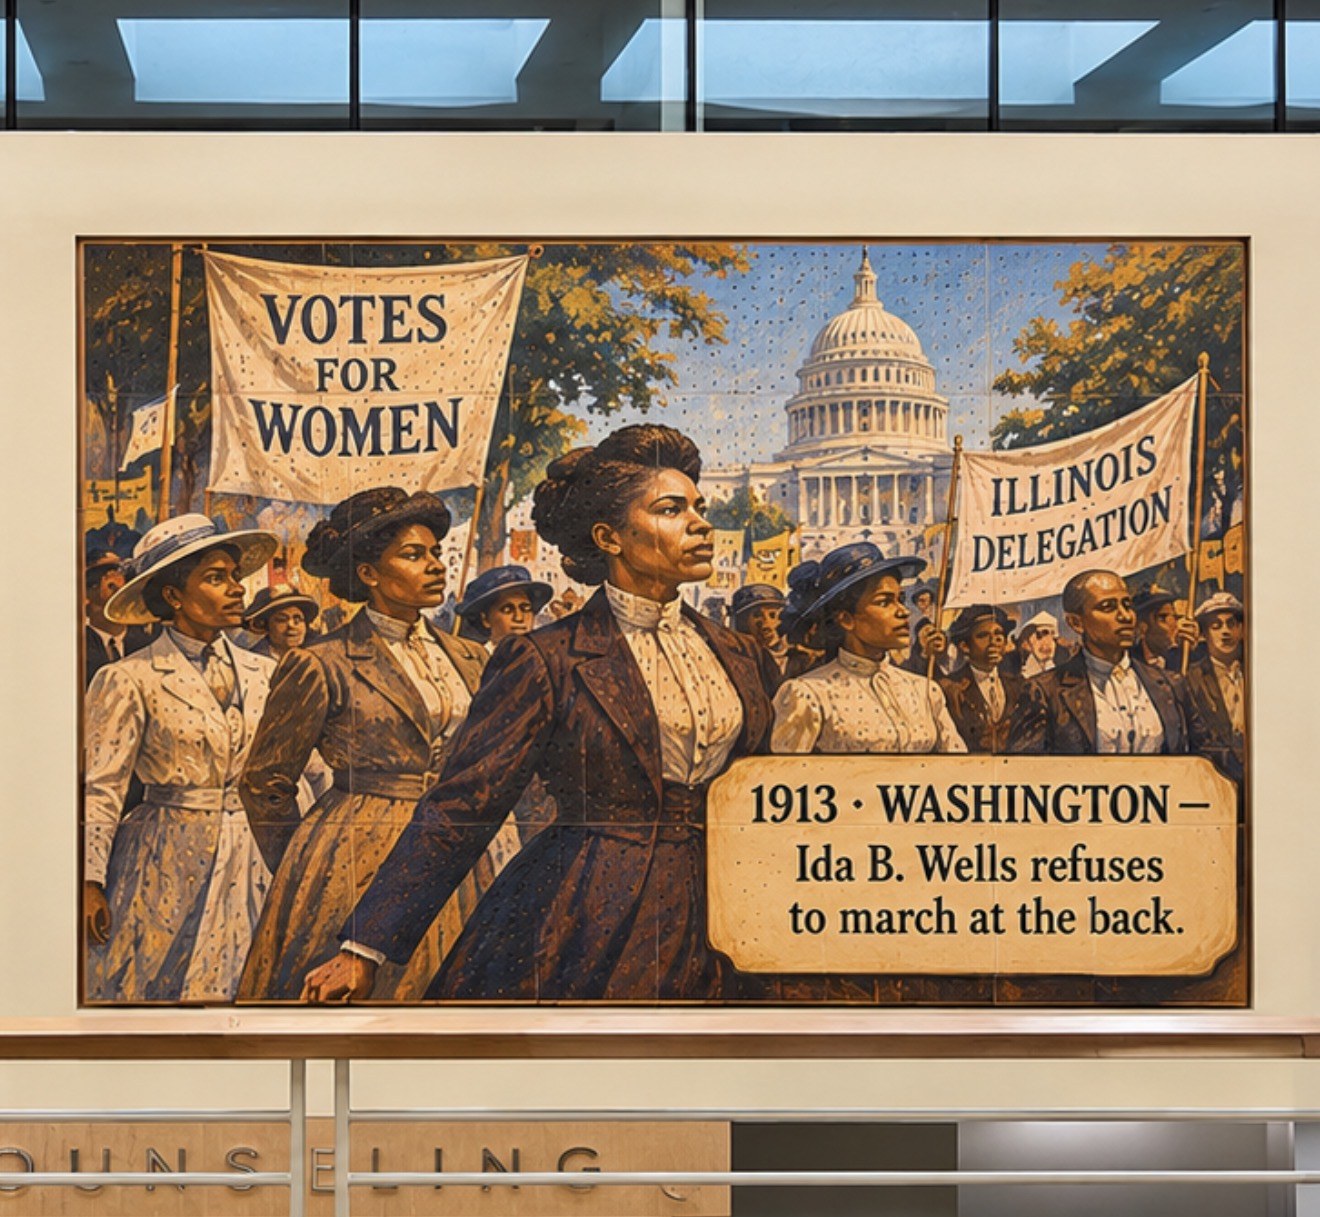 VOTES
FOR
WOMEN
ILLINOIS
DELEGATION
1913 · WASHINGTON —
Ida B. Wells refuses
to march at the back.
OUNSELING